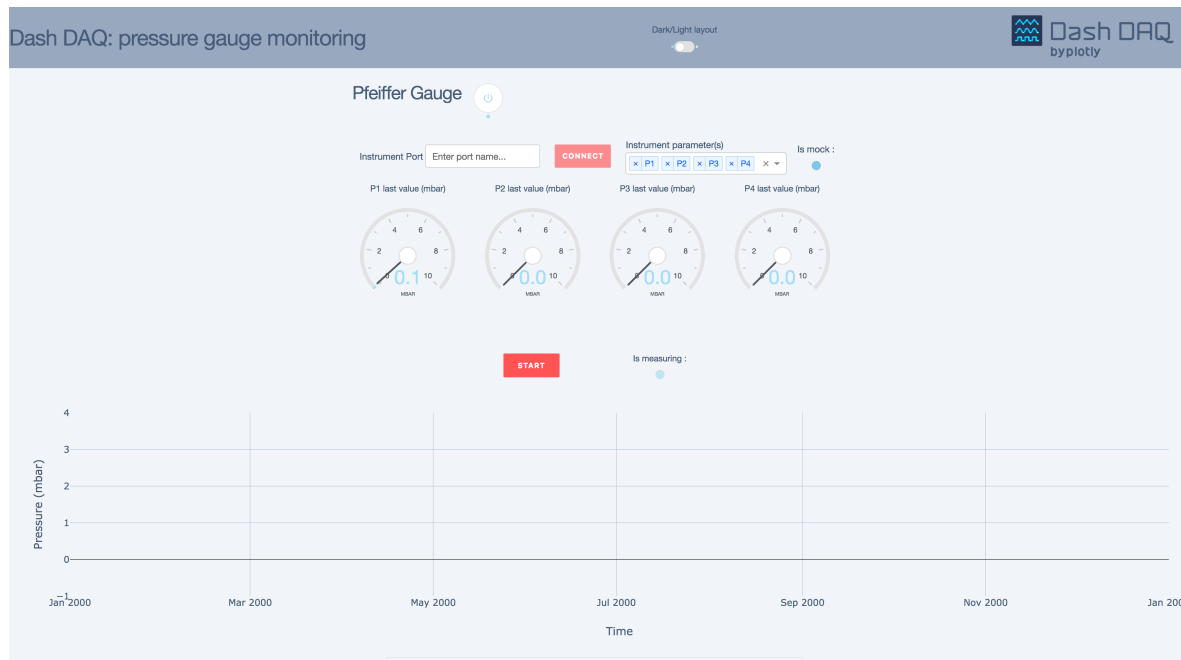 Dash DAQ: pressure gauge monitoring
Dark/Light layout
Dash DAQ
by plotly
Pfeiffer Gauge
Instrument Port
Enter port name...
CONNECT
Instrument parameter(s)
× P1 × P2 × P3 × P4 ×
Is mock :
P1 last value (mbar)
0 2 4 6 8 10
0.1
MBAR
P2 last value (mbar)
0 2 4 6 8 10
0.0
MBAR
P3 last value (mbar)
0 2 4 6 8 10
0.0
MBAR
P4 last value (mbar)
0 2 4 6 8 10
0.0
MBAR
START
Is measuring :
Pressure (mbar)
4
3
2
1
0
−1
Jan 2000 Mar 2000 May 2000 Jul 2000 Sep 2000 Nov 2000 Jan 200
Time